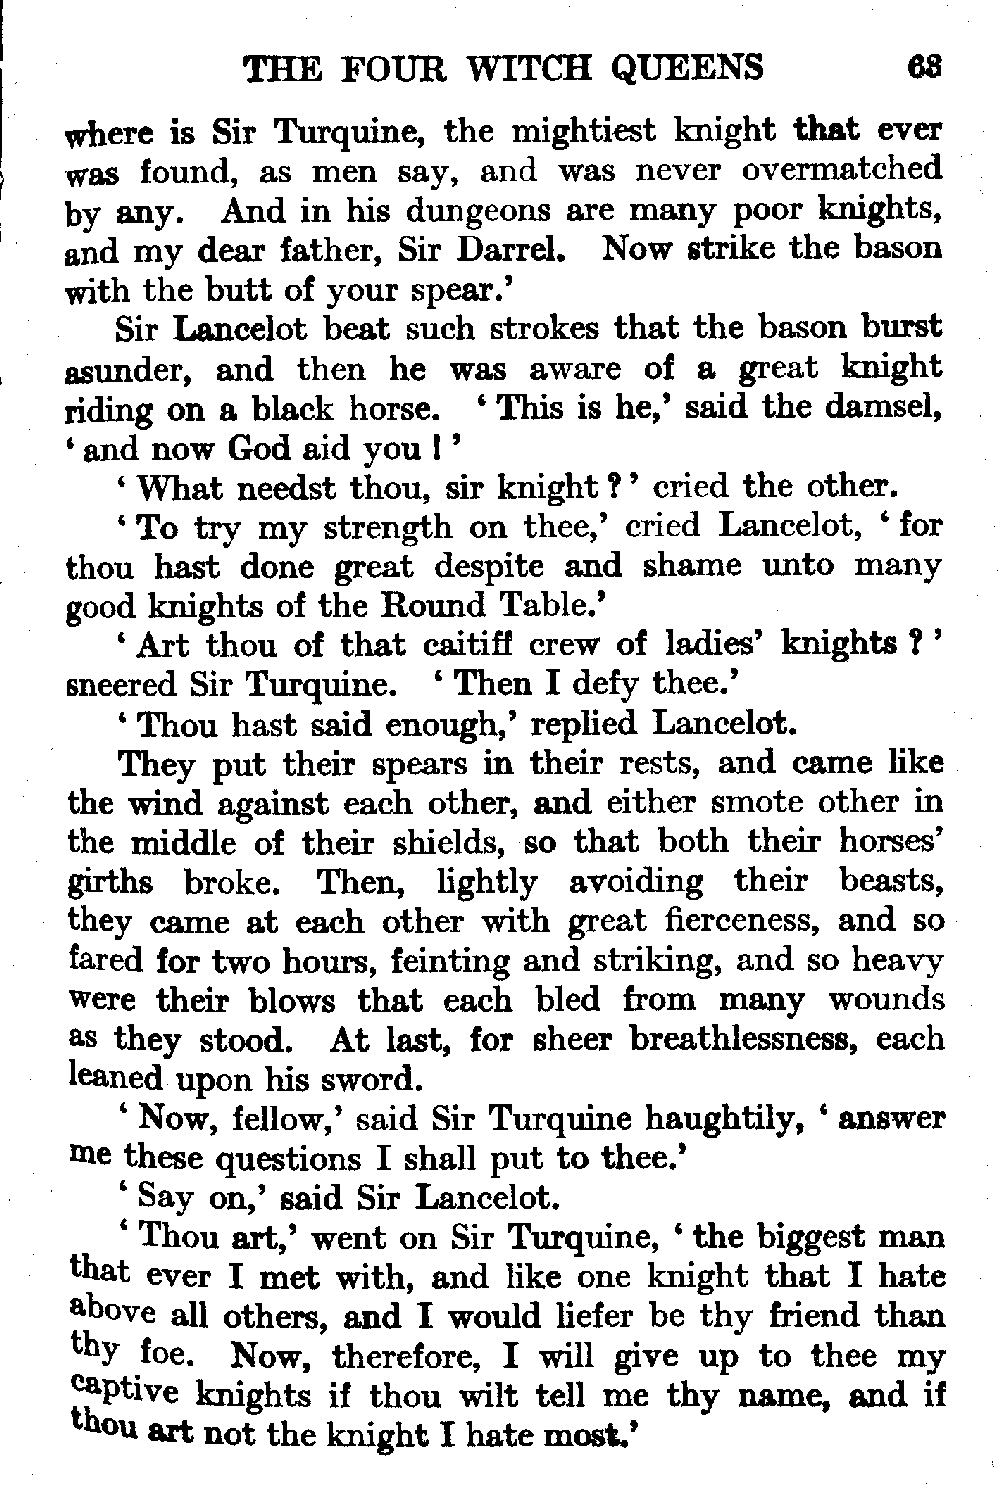 THE FOUR WITCH QUEENS 63
where is Sir Turquine, the mightiest knight that ever
was found, as men say, and was never overmatched
by any. And in his dungeons are many poor knights,
and my dear father, Sir Darrel. Now strike the bason
with the butt of your spear.’
Sir Lancelot beat such strokes that the bason burst
asunder, and then he was aware of a great knight
riding on a black horse. ‘ This is he,’ said the damsel,
‘ and now God aid you ! ’
‘ What needst thou, sir knight ? ’ cried the other.
‘ To try my strength on thee,’ cried Lancelot, ‘ for
thou hast done great despite and shame unto many
good knights of the Round Table.’
‘ Art thou of that caitiff crew of ladies’ knights ? ’
sneered Sir Turquine. ‘ Then I defy thee.’
‘ Thou hast said enough,’ replied Lancelot.
They put their spears in their rests, and came like
the wind against each other, and either smote other in
the middle of their shields, so that both their horses’
girths broke. Then, lightly avoiding their beasts,
they came at each other with great fierceness, and so
fared for two hours, feinting and striking, and so heavy
were their blows that each bled from many wounds
as they stood. At last, for sheer breathlessness, each
leaned upon his sword.
‘ Now, fellow,’ said Sir Turquine haughtily, ‘ answer
me these questions I shall put to thee.’
‘ Say on,’ said Sir Lancelot.
‘ Thou art,’ went on Sir Turquine, ‘ the biggest man
that ever I met with, and like one knight that I hate
above all others, and I would liefer be thy friend than
thy foe. Now, therefore, I will give up to thee my
captive knights if thou wilt tell me thy name, and if
thou art not the knight I hate most.’